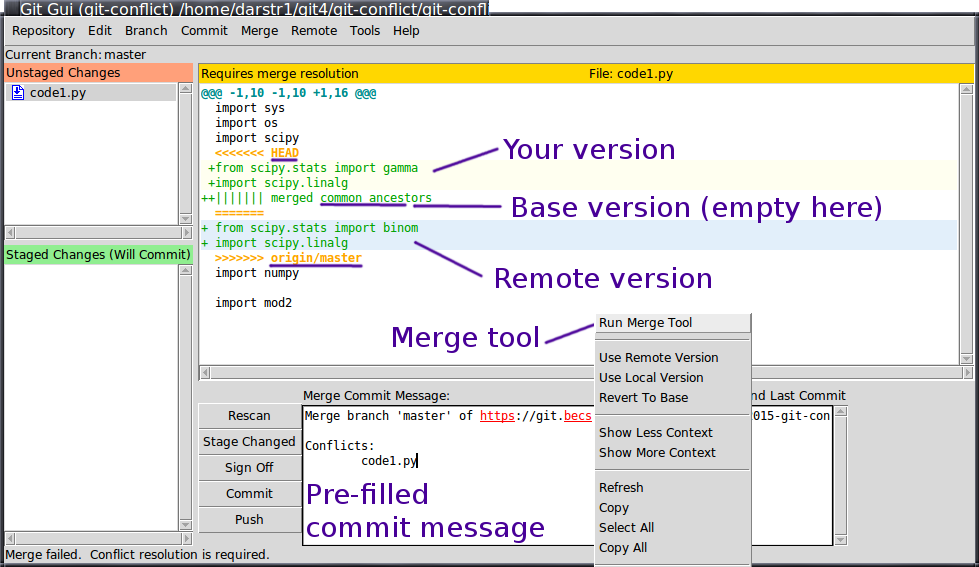 Git Gui (git-conflict) /home/darstr1/git4/git-conflict/git-confl
Repository Edit Branch Commit Merge Remote Tools Help
Current Branch: master
Unstaged Changes
code1.py
Requires merge resolution File: code1.py
@@@ -1,10 -1,10 +1,16 @@@
import sys
import os
import scipy
<<<<<<< HEAD
+from scipy.stats import gamma
+import scipy.linalg
++||||||| merged common ancestors
=======
+ from scipy.stats import binom
+ import scipy.linalg
>>>>>>> origin/master
import numpy
import mod2
Your version
Base version (empty here)
Remote version
Merge tool
Staged Changes (Will Commit)
Run Merge Tool
Use Remote Version
Use Local Version
Revert To Base
Show Less Context
Show More Context
Refresh
Copy
Select All
Copy All
Merge Commit Message: nd Last Commit
Rescan
Stage Changed
Sign Off
Commit
Push
Merge branch 'master' of https://git.becs 015-git-con
Conflicts:
code1.py
Pre-filled
commit message
Merge failed. Conflict resolution is required.